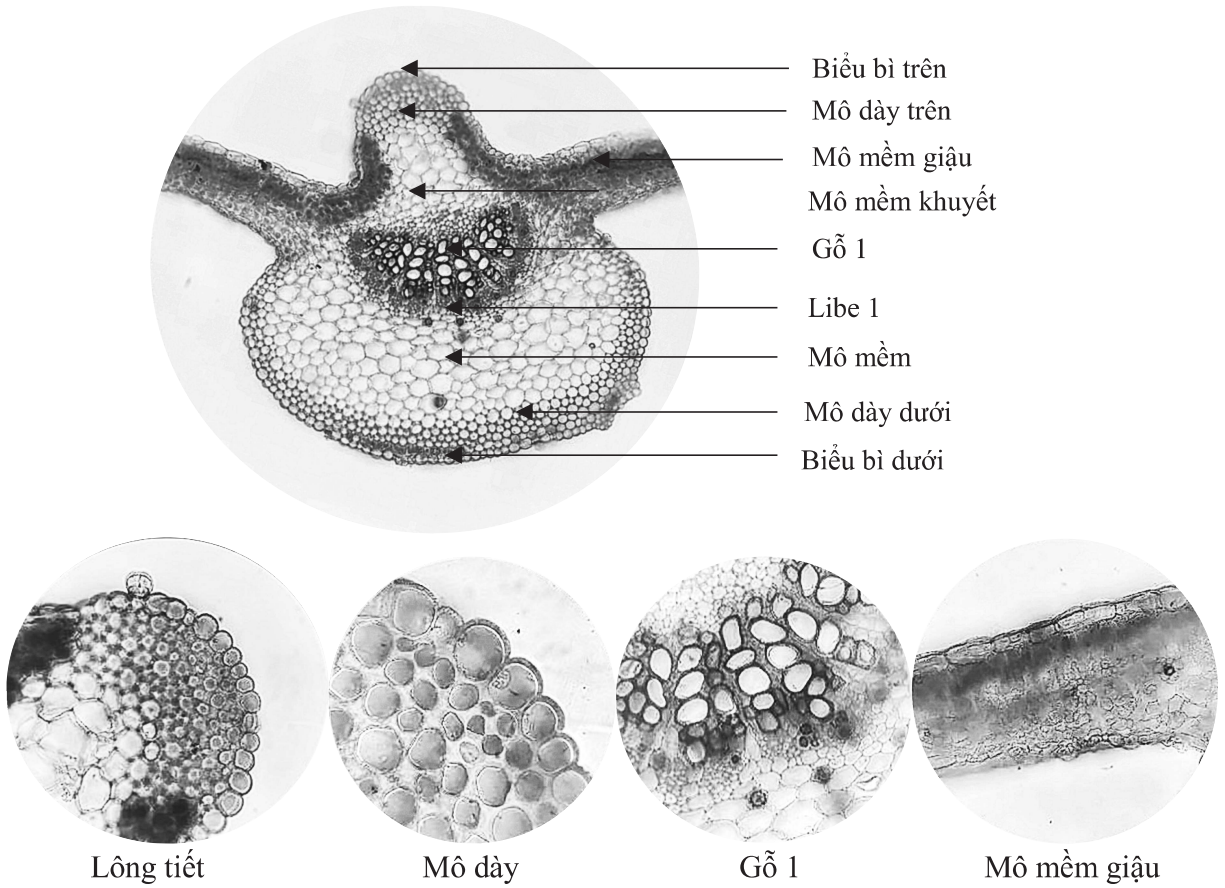 Biểu bì trên
Mô dày trên
Mô mềm giậu
Mô mềm khuyết
Gỗ 1
Libe 1
Mô mềm
Mô dày dưới
Biểu bì dưới
Lông tiết
Mô dày
Gỗ 1
Mô mềm giậu